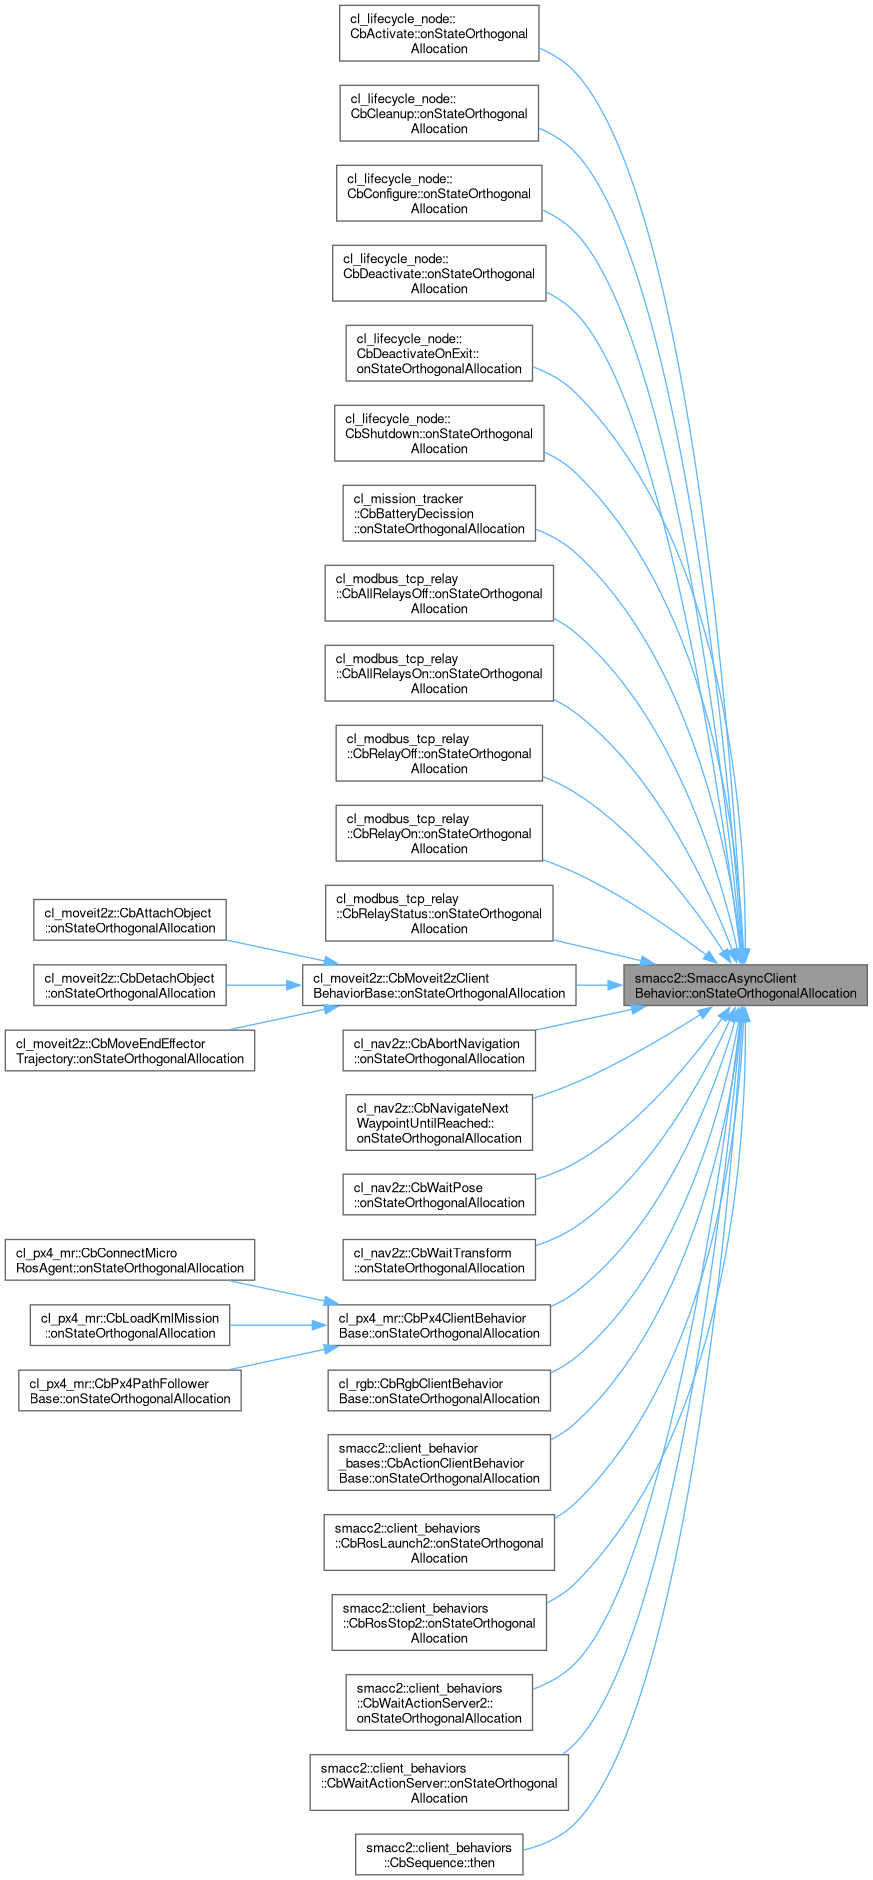 cl_lifecycle_node::
CbActivate::onStateOrthogonal
Allocation
cl_lifecycle_node::
CbCleanup::onStateOrthogonal
Allocation
cl_lifecycle_node::
CbConfigure::onStateOrthogonal
Allocation
cl_lifecycle_node::
CbDeactivate::onStateOrthogonal
Allocation
cl_lifecycle_node::
CbDeactivateOnExit::
onStateOrthogonalAllocation
cl_lifecycle_node::
CbShutdown::onStateOrthogonal
Allocation
cl_mission_tracker
::CbBatteryDecission
::onStateOrthogonalAllocation
cl_modbus_tcp_relay
::CbAllRelaysOff::onStateOrthogonal
Allocation
cl_modbus_tcp_relay
::CbAllRelaysOn::onStateOrthogonal
Allocation
cl_modbus_tcp_relay
::CbRelayOff::onStateOrthogonal
Allocation
cl_modbus_tcp_relay
::CbRelayOn::onStateOrthogonal
Allocation
cl_modbus_tcp_relay
::CbRelayStatus::onStateOrthogonal
Allocation
cl_moveit2z::CbAttachObject
::onStateOrthogonalAllocation
cl_moveit2z::CbDetachObject
::onStateOrthogonalAllocation
cl_moveit2z::CbMoveEndEffector
Trajectory::onStateOrthogonalAllocation
cl_moveit2z::CbMoveit2zClient
BehaviorBase::onStateOrthogonalAllocation
smacc2::SmaccAsyncClient
Behavior::onStateOrthogonalAllocation
cl_nav2z::CbAbortNavigation
::onStateOrthogonalAllocation
cl_nav2z::CbNavigateNext
WaypointUntilReached::
onStateOrthogonalAllocation
cl_nav2z::CbWaitPose
::onStateOrthogonalAllocation
cl_nav2z::CbWaitTransform
::onStateOrthogonalAllocation
cl_px4_mr::CbConnectMicro
RosAgent::onStateOrthogonalAllocation
cl_px4_mr::CbLoadKmlMission
::onStateOrthogonalAllocation
cl_px4_mr::CbPx4PathFollower
Base::onStateOrthogonalAllocation
cl_px4_mr::CbPx4ClientBehavior
Base::onStateOrthogonalAllocation
cl_rgb::CbRgbClientBehavior
Base::onStateOrthogonalAllocation
smacc2::client_behavior
_bases::CbActionClientBehavior
Base::onStateOrthogonalAllocation
smacc2::client_behaviors
::CbRosLaunch2::onStateOrthogonal
Allocation
smacc2::client_behaviors
::CbRosStop2::onStateOrthogonal
Allocation
smacc2::client_behaviors
::CbWaitActionServer2::
onStateOrthogonalAllocation
smacc2::client_behaviors
::CbWaitActionServer::onStateOrthogonal
Allocation
smacc2::client_behaviors
::CbSequence::then